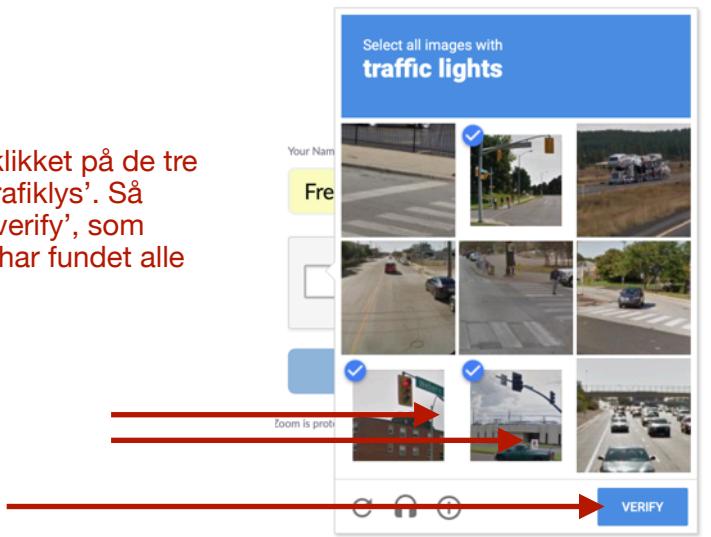 Select all images with
traffic lights
klikket på de tre
rafiklys’. Så
verify’, som
har fundet alle
Your Nam
Fre
Zoom is prote
VERIFY